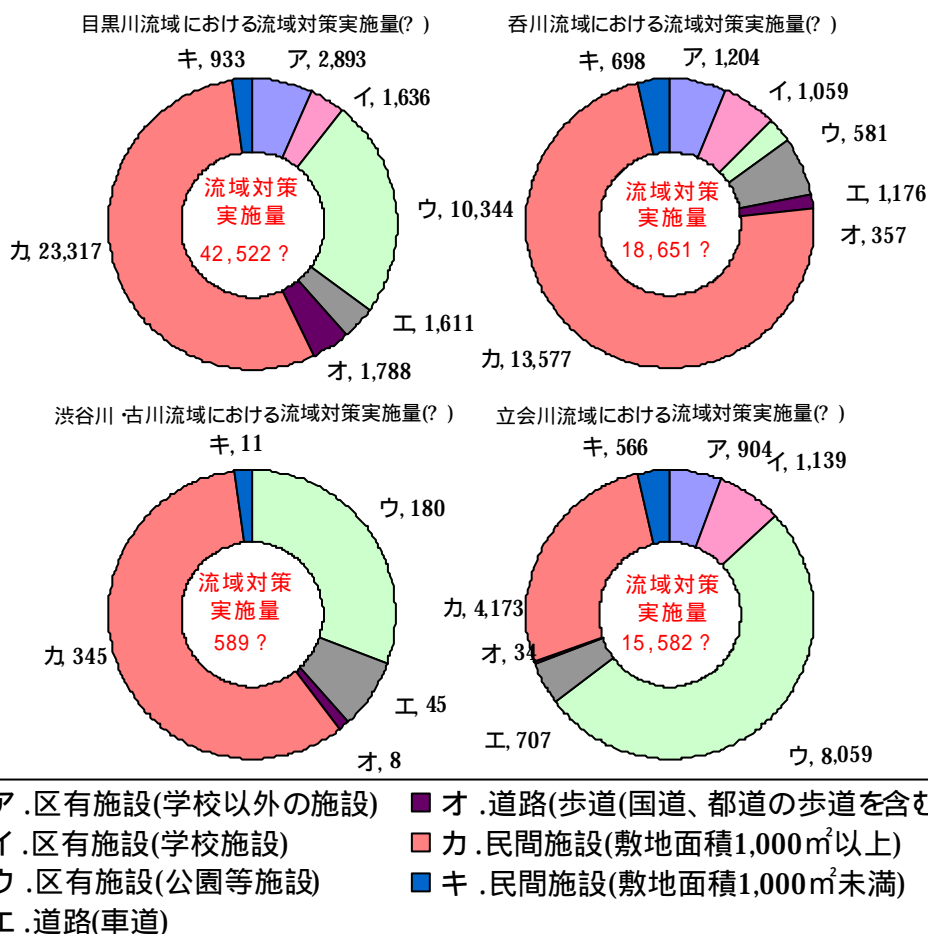 目黒川流域における流域対策実施量(?)
キ, 933
ア, 2,893
イ, 1,636
ウ, 10,344
エ, 1,611
オ, 1,788
カ, 23,317
流域対策
実施量
42,522 ?
呑川流域における流域対策実施量(?)
キ, 698
ア, 1,204
イ, 1,059
ウ, 581
エ, 1,176
オ, 357
カ, 13,577
流域対策
実施量
18,651 ?
渋谷川・古川流域における流域対策実施量(?)
キ, 11
ウ, 180
エ, 45
オ, 8
カ, 345
流域対策
実施量
589 ?
立会川流域における流域対策実施量(?)
キ, 566
ア, 904
イ, 1,139
ウ, 8,059
エ, 707
オ, 34
カ, 4,173
流域対策
実施量
15,582 ?
ア.区有施設(学校以外の施設)
イ.区有施設(学校施設)
ウ.区有施設(公園等施設)
エ.道路(車道)
オ.道路(歩道(国道、都道の歩道を含む
カ.民間施設(敷地面積1,000㎡以上)
キ.民間施設(敷地面積1,000㎡未満)